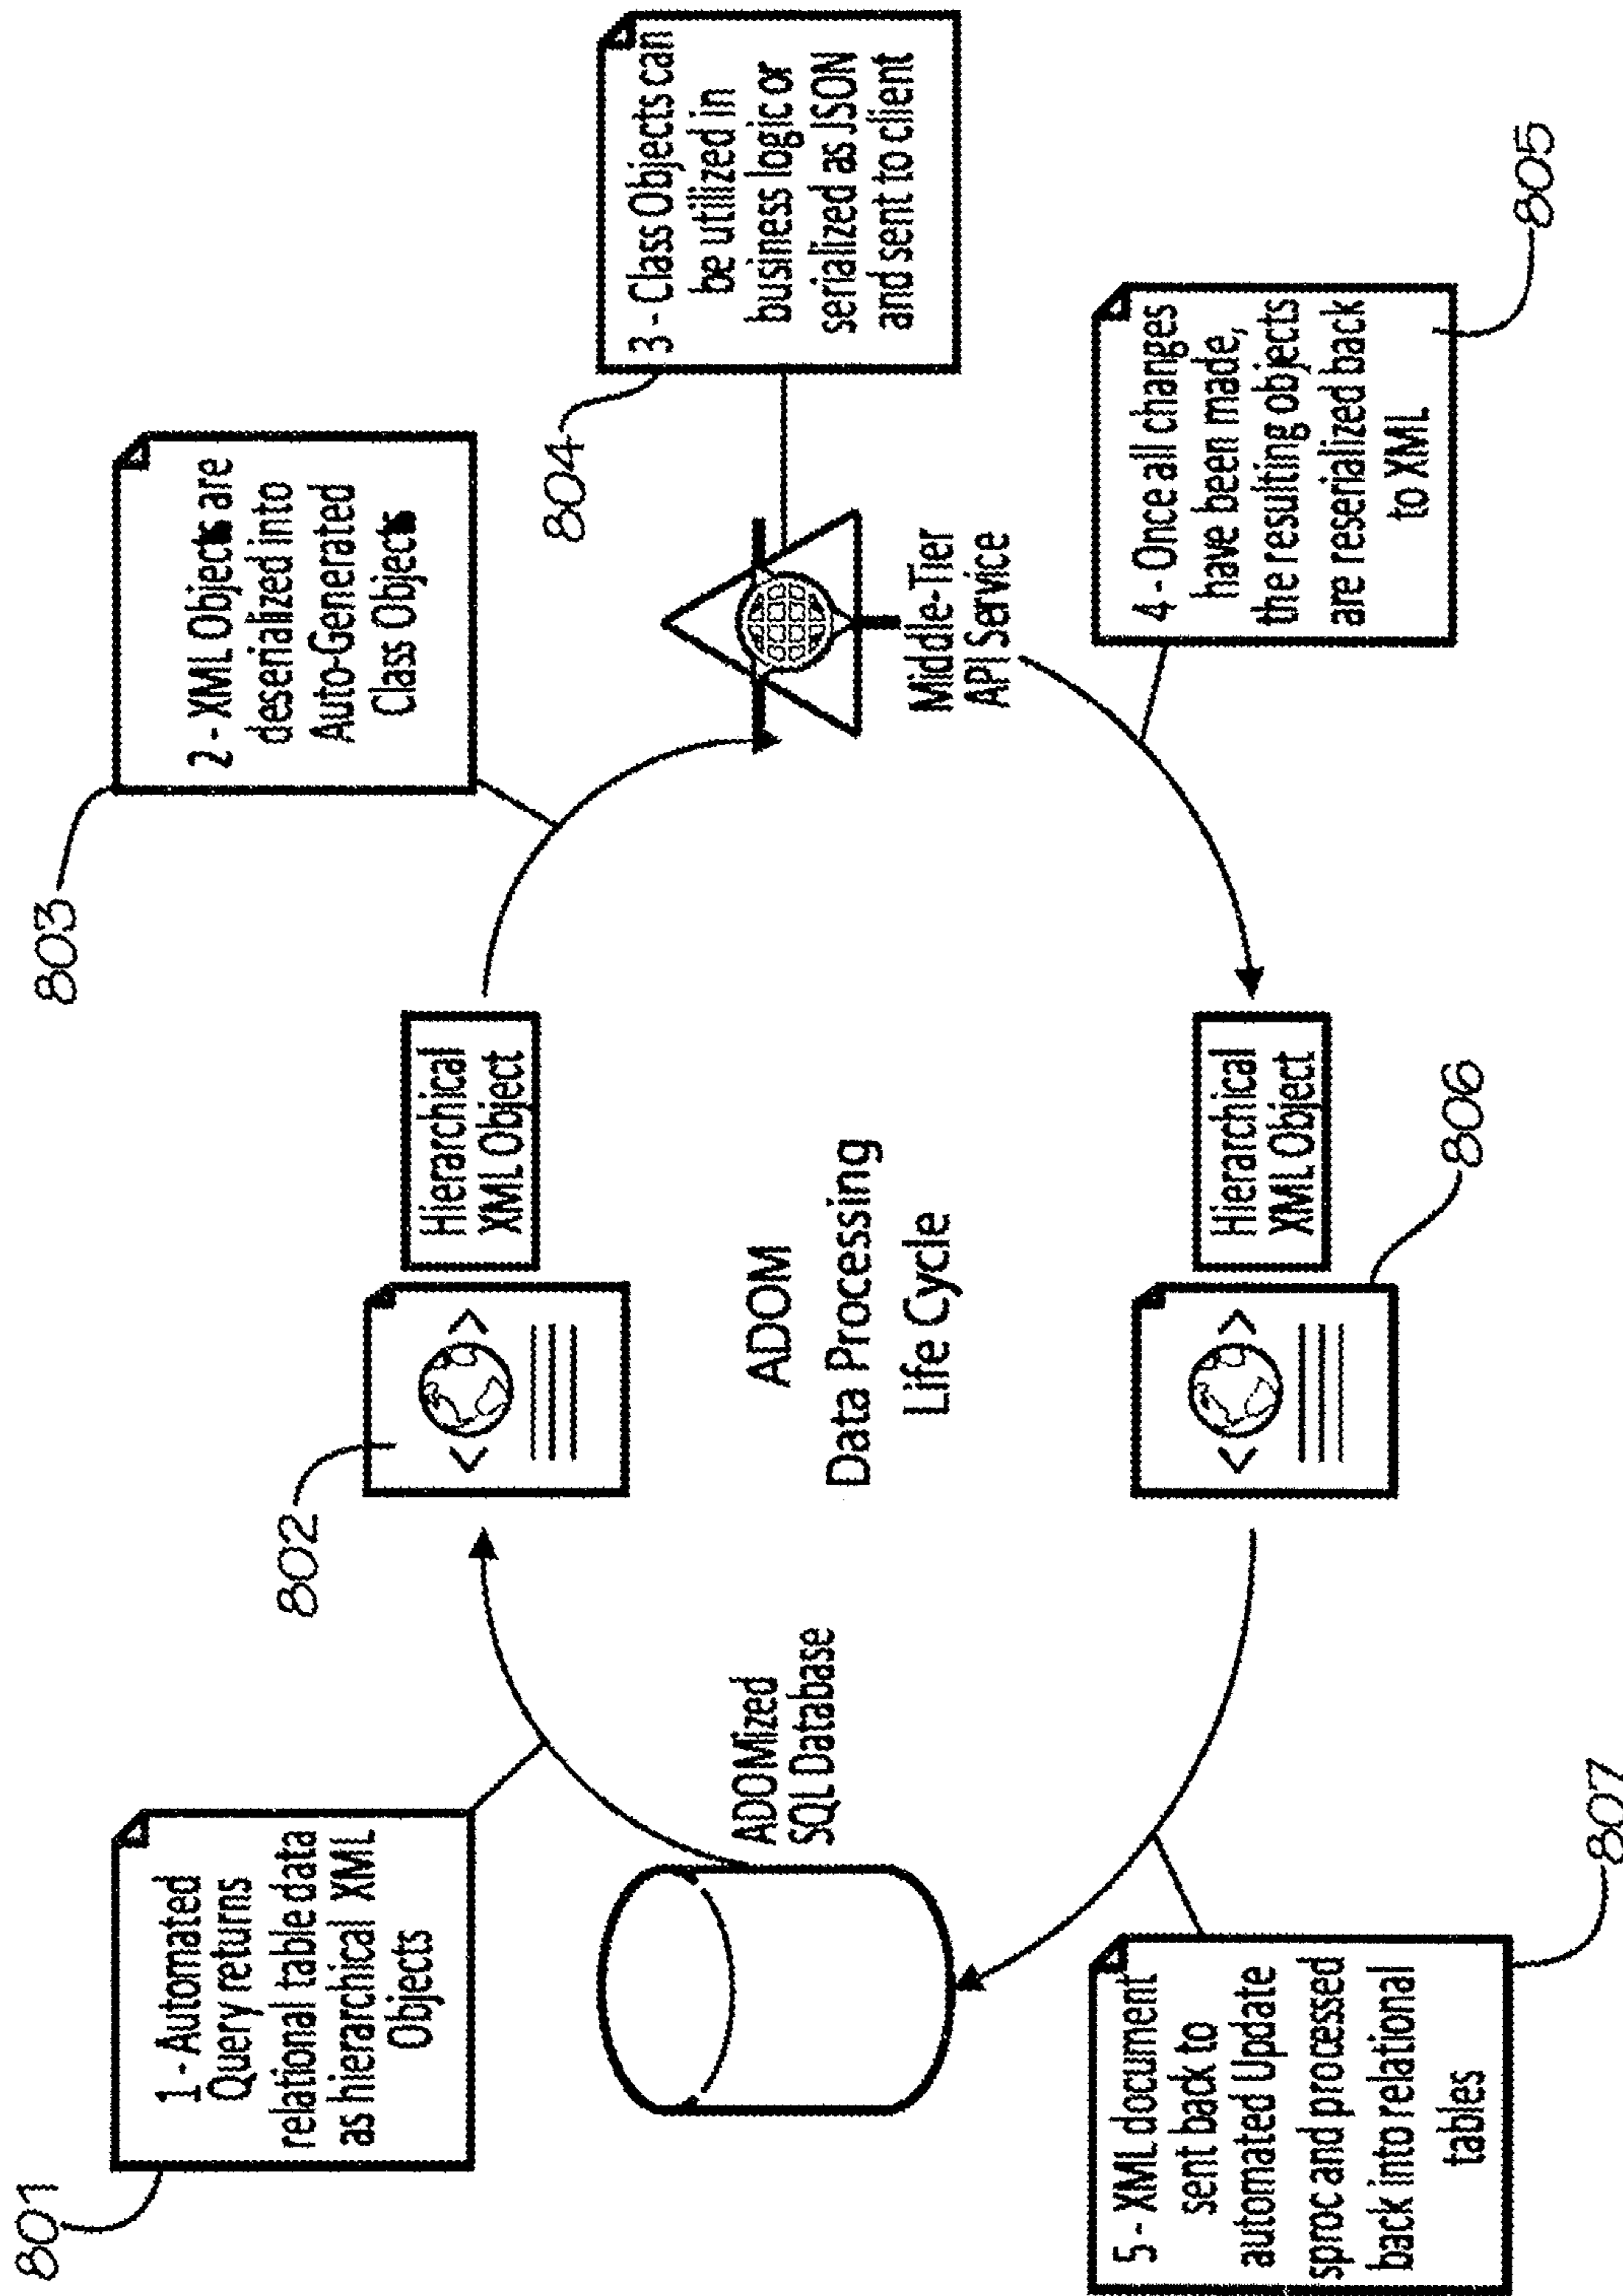 801
1 - Automated
Query returns
relational table data
as hierarchical XML
Objects
802
Hierarchical
XML Object
803
2 - XML Objects are
deserialized into
Auto-Generated
Class Objects
804
3 - Class Objects can
be utilized in
business logic or
serialized as JSON
and sent to client
Middle-Tier
API Service
ADOMized
SQL Database
ADOM
Data Processing
Life Cycle
4 - Once all changes
have been made,
the resulting objects
are reserialized back
to XML
805
Hierarchical
XML Object
806
5 - XML document
sent back to
automated Update
sproc and processed
back into relational
tables
807